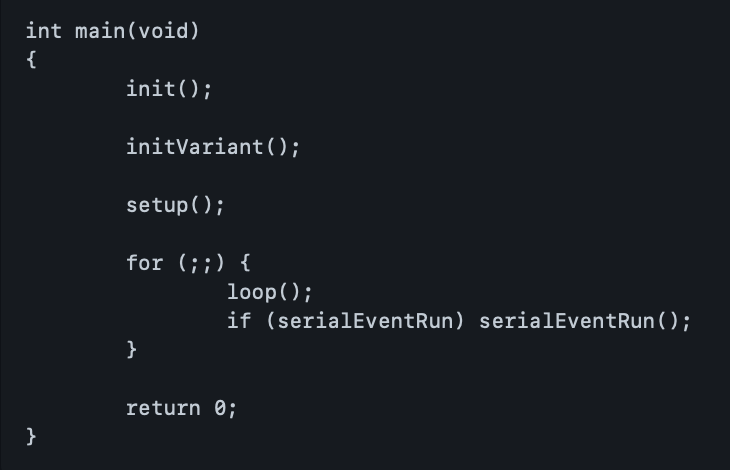 int main(void)
{
        init();

        initVariant();

        setup();

        for (;;) {
                loop();
                if (serialEventRun) serialEventRun();
        }

        return 0;
}